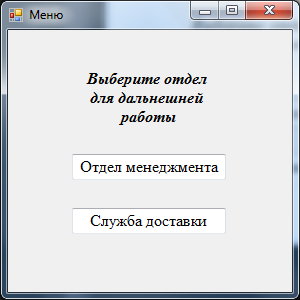 Меню
Выберите отдел
для дальнейшей
работы
Отдел менеджмента
Служба доставки